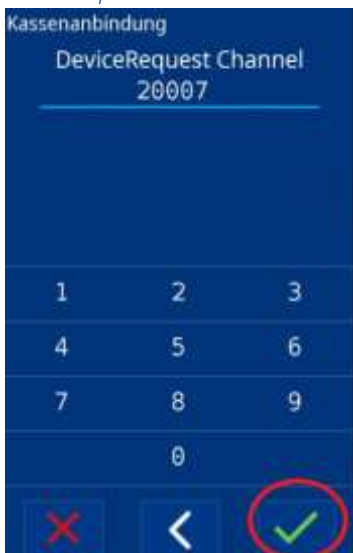 Kassenanbindung
DeviceRequest Channel
20007
1 2 3
4 5 6
7 8 9
0